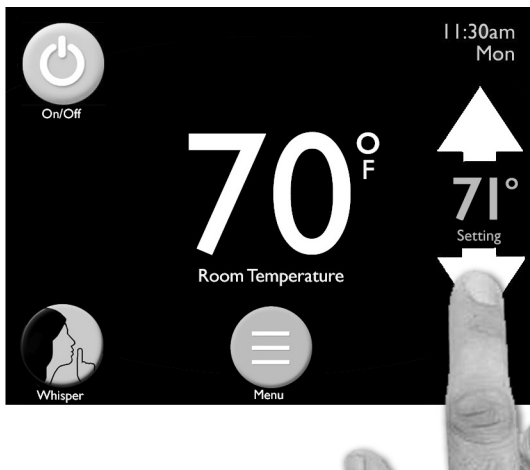 11:30am
Mon
On/Off
70°F
Room Temperature
71°
Setting
Whisper
Menu